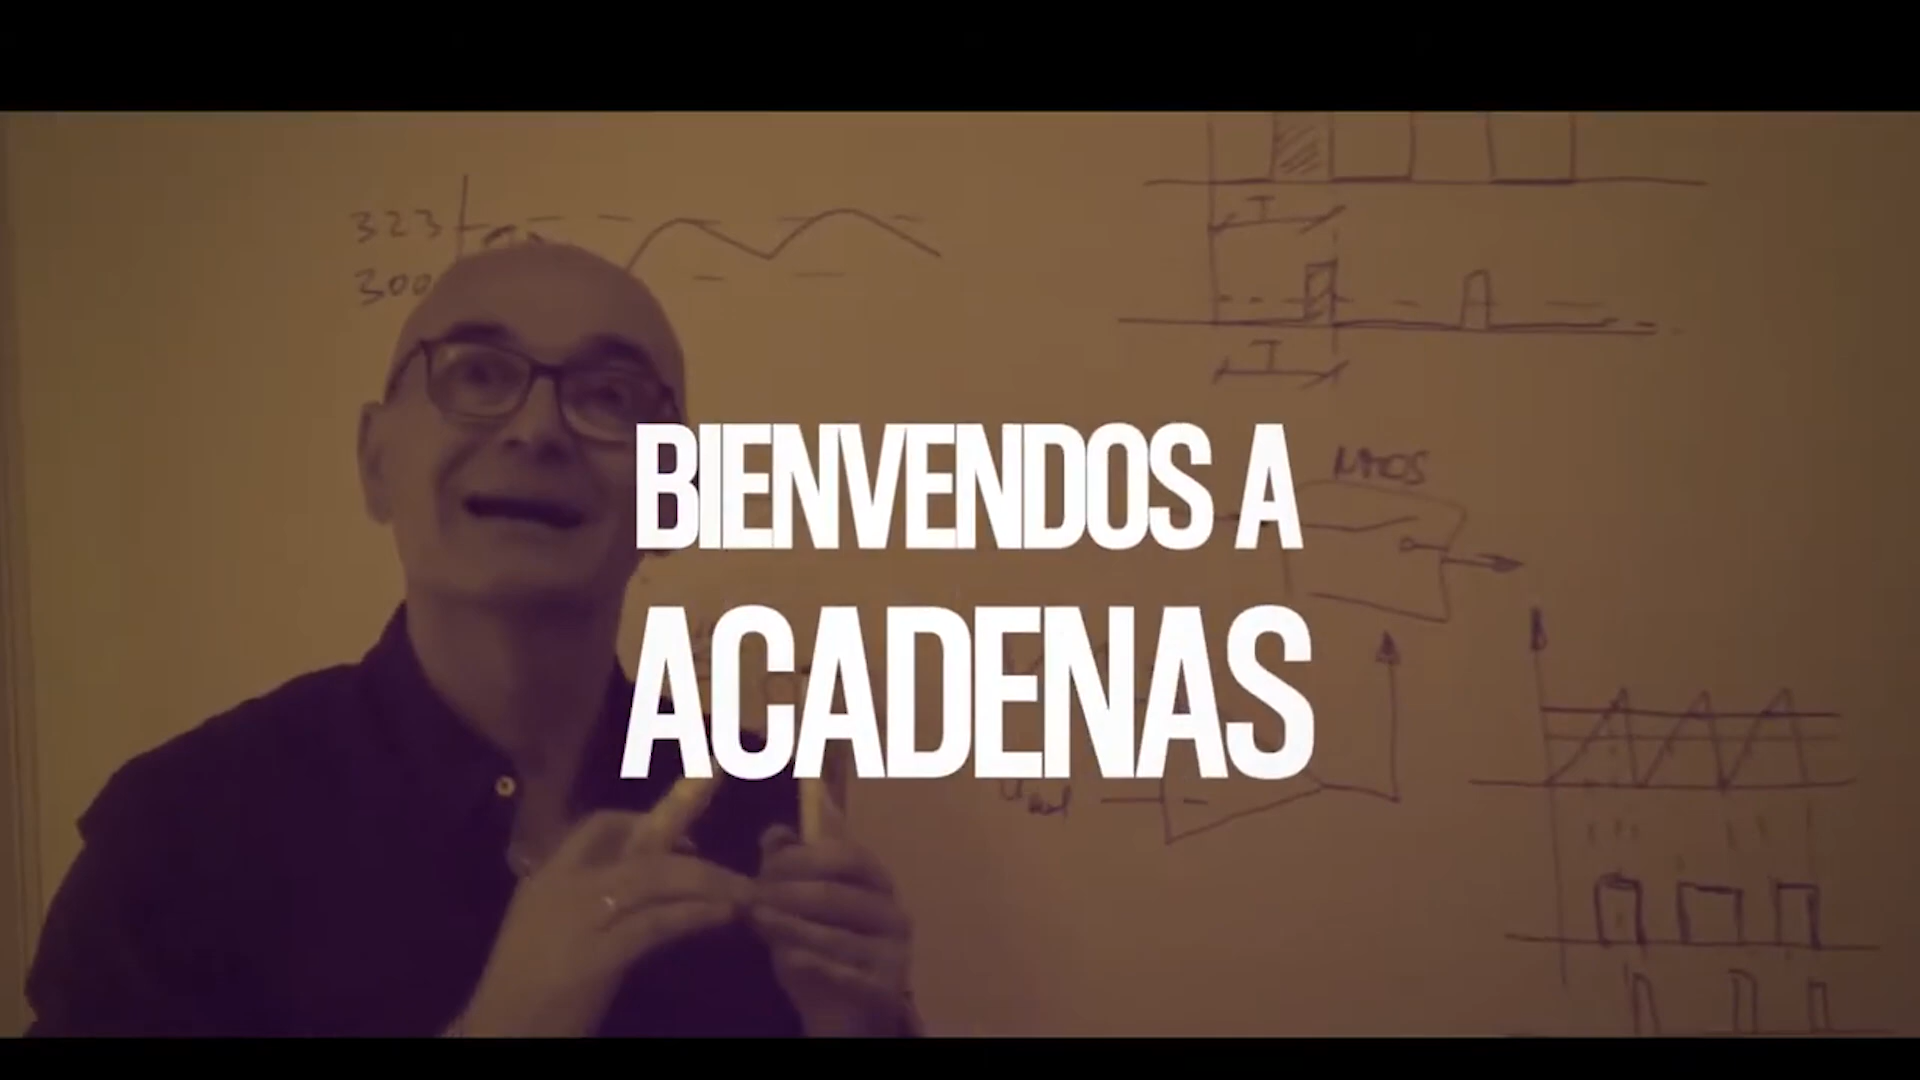 323
300
T
T
BIENVENDOS A
ACADENAS